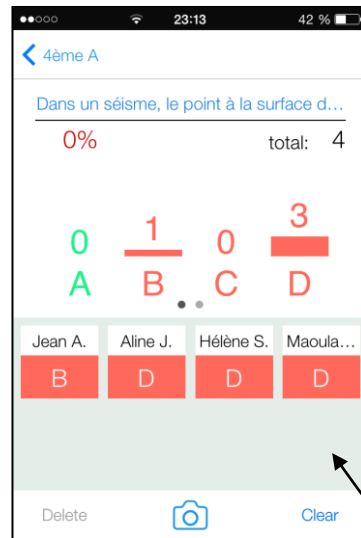 23:13 42 %
4ème A
Dans un séisme, le point à la surface d...
0% total: 4
0 1 0 3
A B C D
Jean A. Aline J. Hélène S. Maoula...
B D D D
Delete Clear